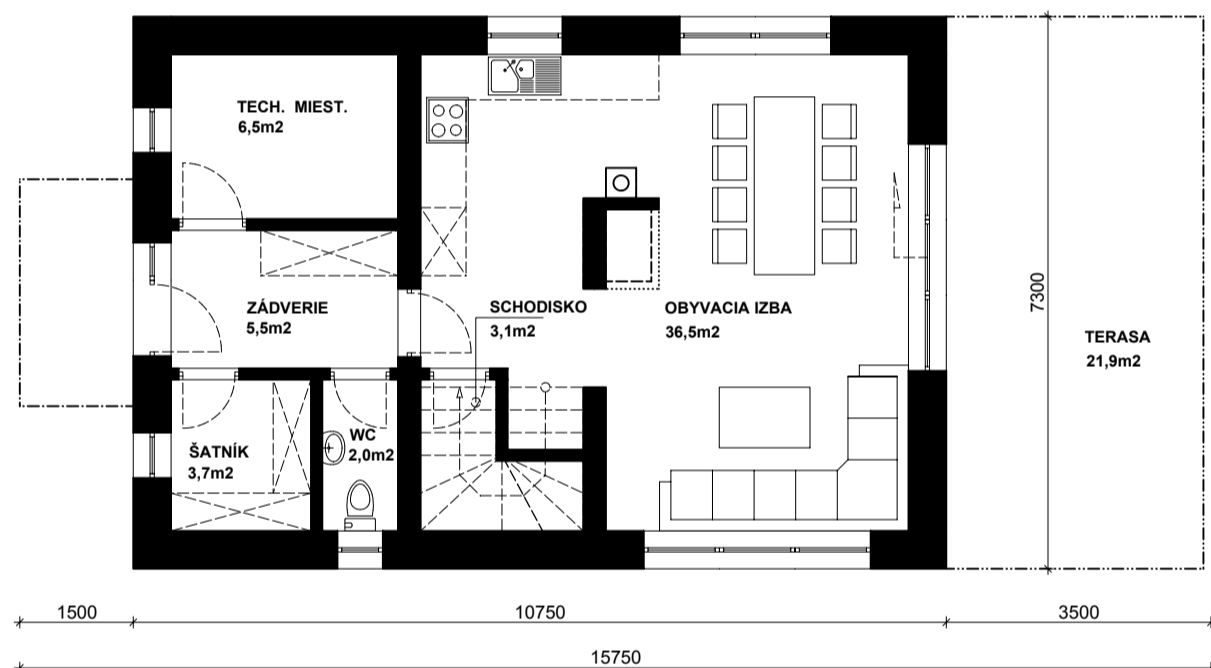 TECH. MIEST.
6,5m2
ZÁDVERIE
5,5m2
SCHODISKO
3,1m2
OBYVACIA IZBA
36,5m2
7300
TERASA
21,9m2
ŠATNÍK
3,7m2
WC
2,0m2
1500
10750
3500
15750